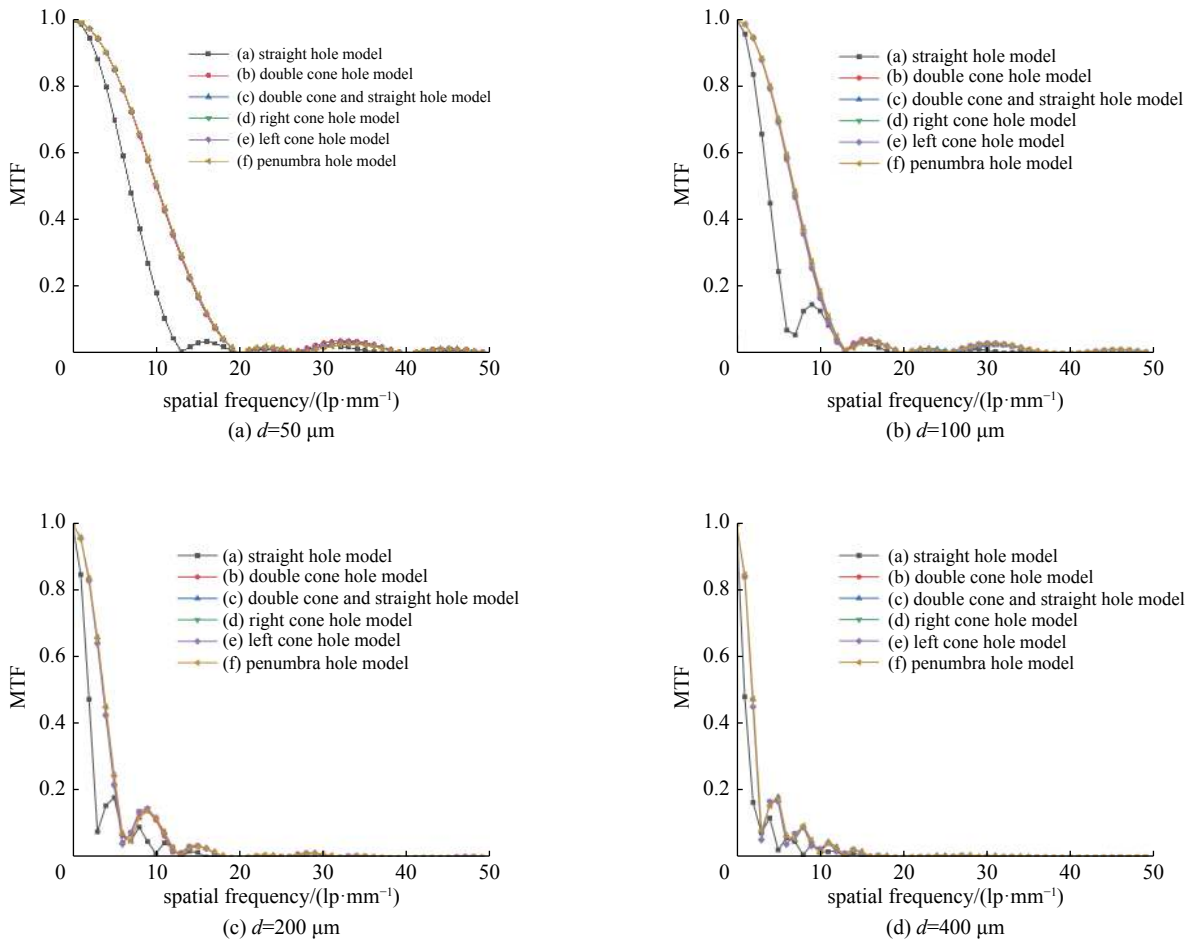 1.0
0.8
0.6
0.4
0.2
MTF
(a) straight hole model
(b) double cone hole model
(c) double cone and straight hole model
(d) right cone hole model
(e) left cone hole model
(f) penumbra hole model
0 10 20 30 40 50
spatial frequency/(lp·mm⁻¹)
(a) d=50 μm
1.0
0.8
0.6
0.4
0.2
MTF
(a) straight hole model
(b) double cone hole model
(c) double cone and straight hole model
(d) right cone hole model
(e) left cone hole model
(f) penumbra hole model
0 10 20 30 40 50
spatial frequency/(lp·mm⁻¹)
(b) d=100 μm
1.0
0.8
0.6
0.4
0.2
MTF
(a) straight hole model
(b) double cone hole model
(c) double cone and straight hole model
(d) right cone hole model
(e) left cone hole model
(f) penumbra hole model
0 10 20 30 40 50
spatial frequency/(lp·mm⁻¹)
(c) d=200 μm
1.0
0.8
0.6
0.4
0.2
MTF
(a) straight hole model
(b) double cone hole model
(c) double cone and straight hole model
(d) right cone hole model
(e) left cone hole model
(f) penumbra hole model
0 10 20 30 40 50
spatial frequency/(lp·mm⁻¹)
(d) d=400 μm